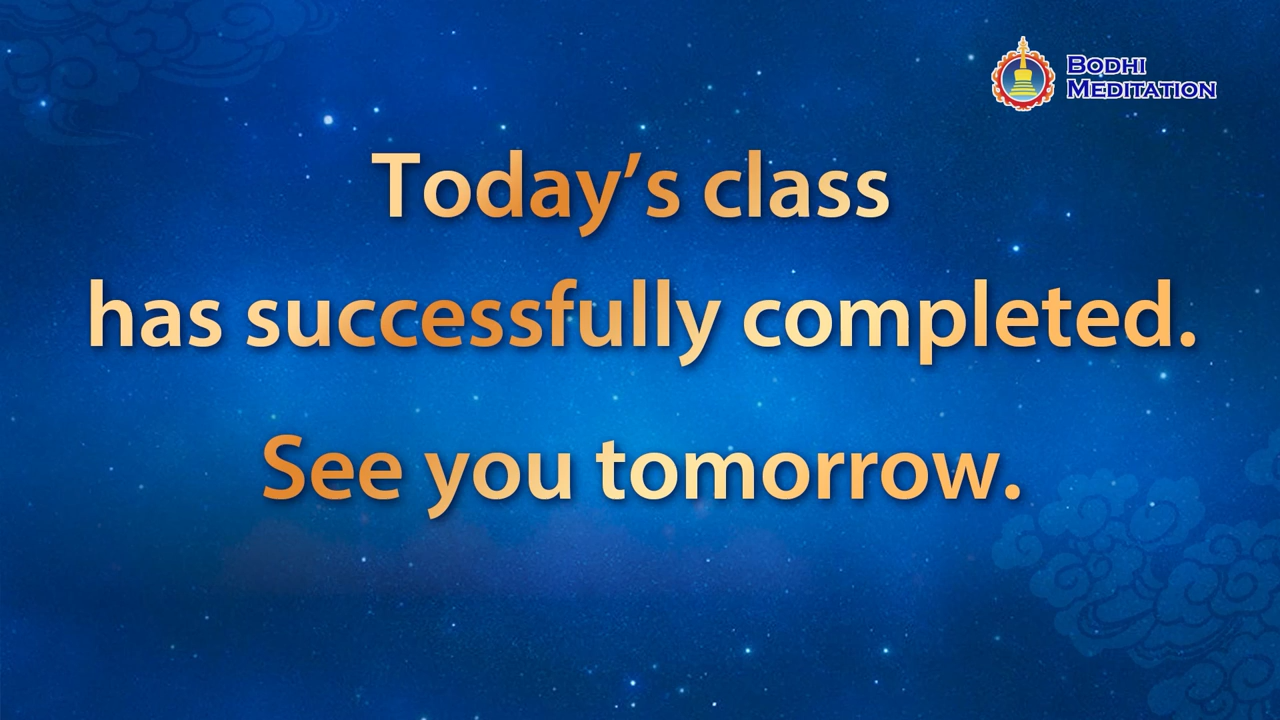 BODHI
MEDITATION
Today’s class
has successfully completed.
See you tomorrow.